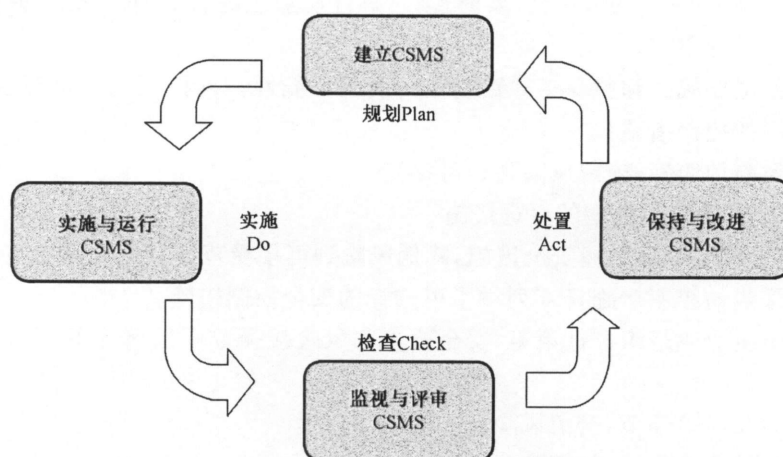 建立CSMS
规划Plan
实施与运行
CSMS
实施
Do
处置
Act
保持与改进
CSMS
检查Check
监视与评审
CSMS